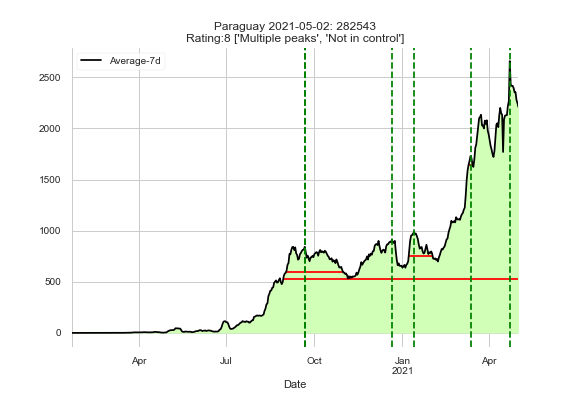 Paraguay 2021-05-02: 282543
Rating:8 ['Multiple peaks', 'Not in control']
Average-7d
2500
2000
1500
1000
500
0
Apr
Jul
Oct
Jan
2021
Apr
Date